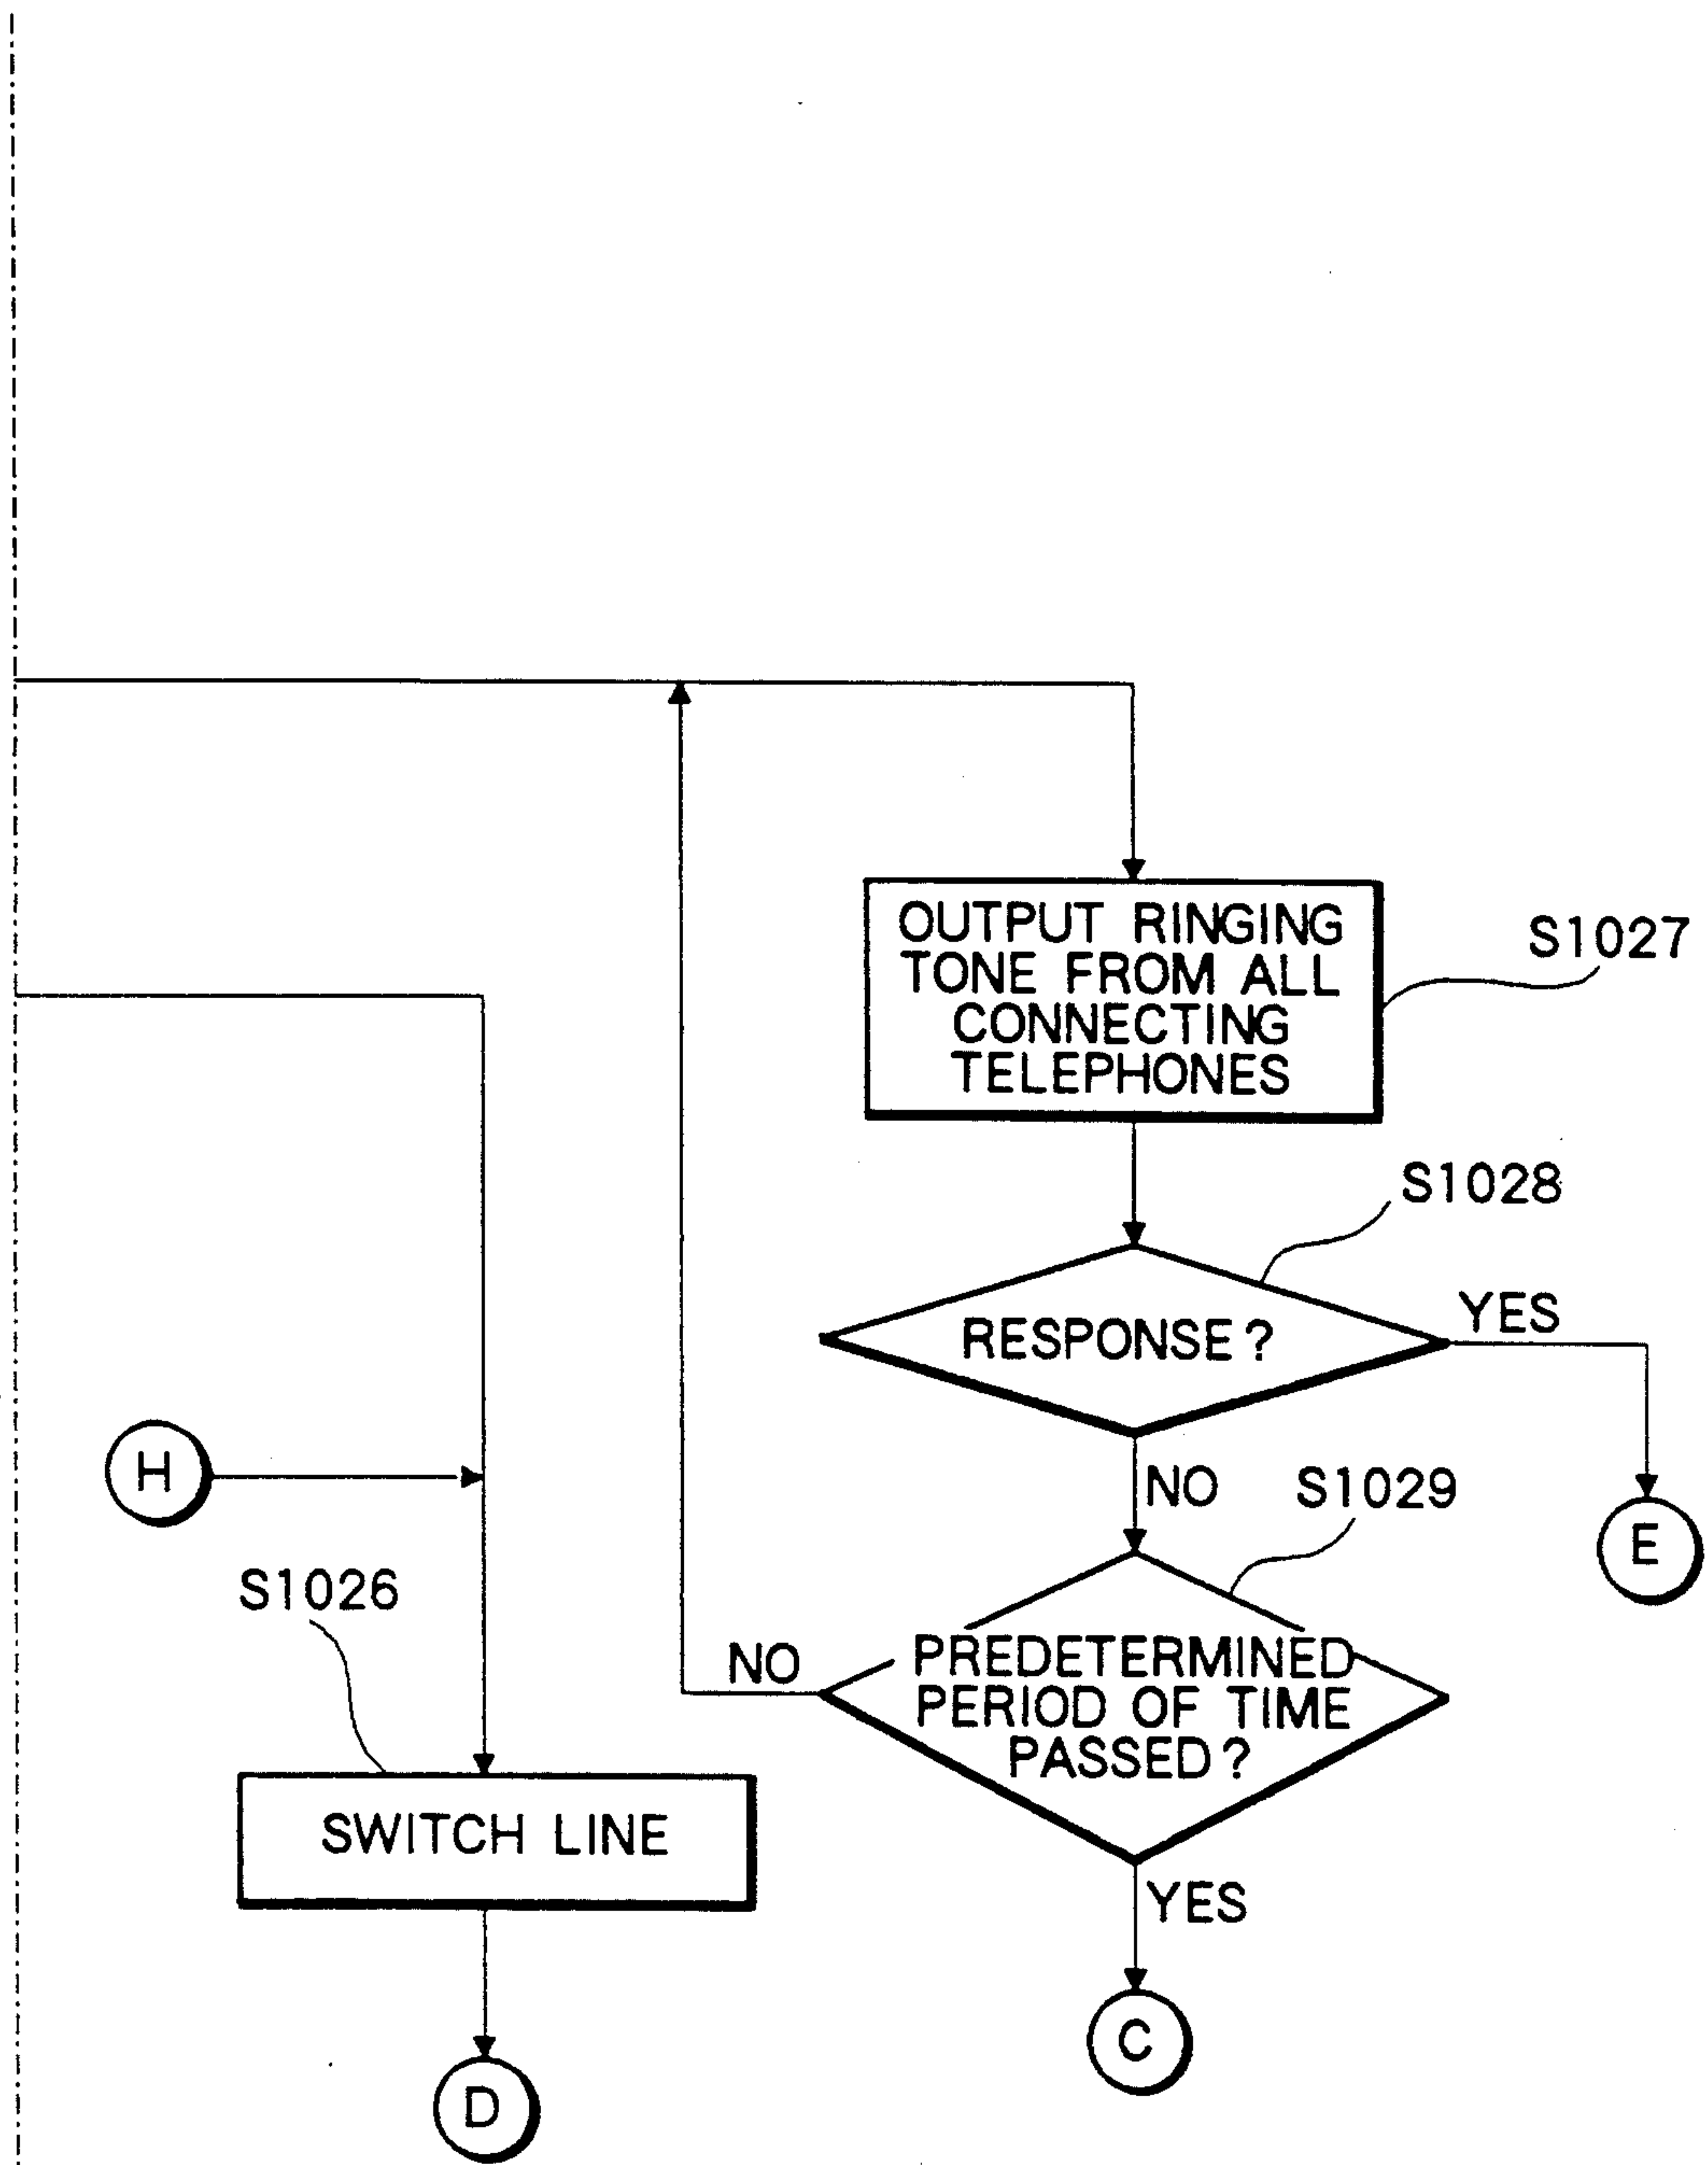 OUTPUT RINGING
TONE FROM ALL
CONNECTING
TELEPHONES
S1027
S1028
RESPONSE?
YES
NO
S1029
E
H
S1026
NO
PREDETERMINED
PERIOD OF TIME
PASSED?
SWITCH LINE
YES
C
D